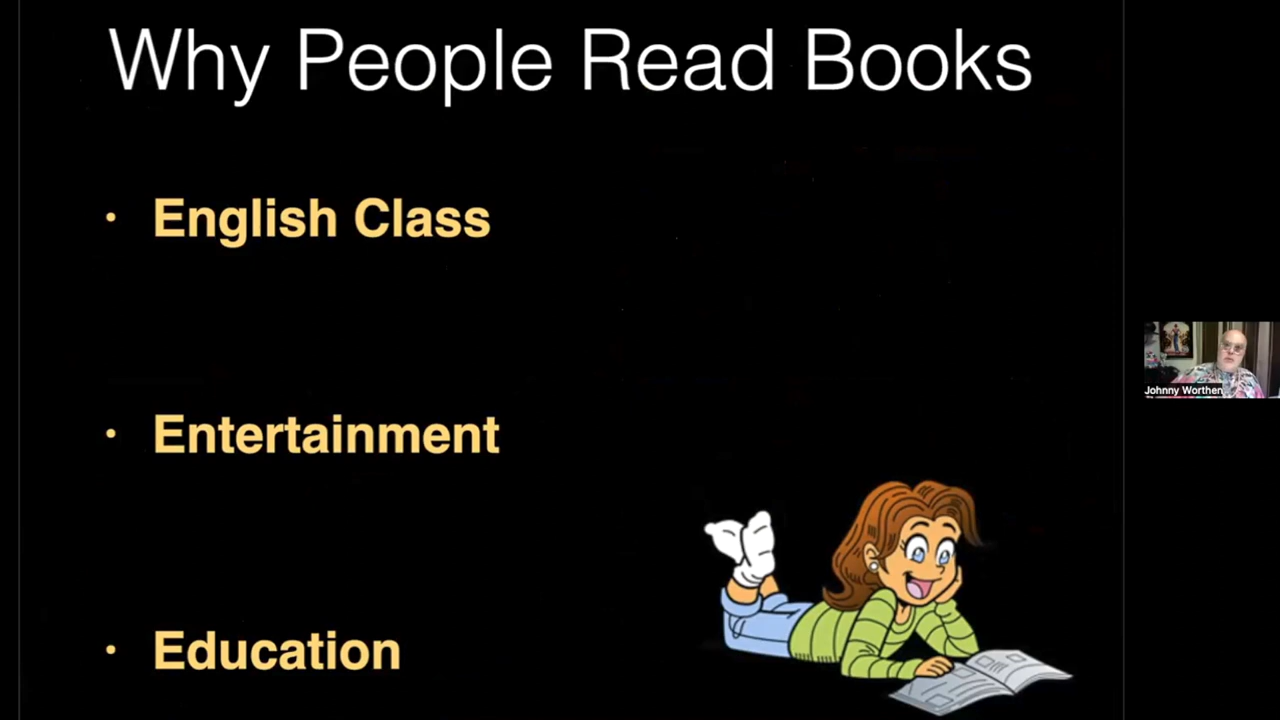 Why People Read Books
• English Class
• Entertainment
• Education
Johnny Worthen